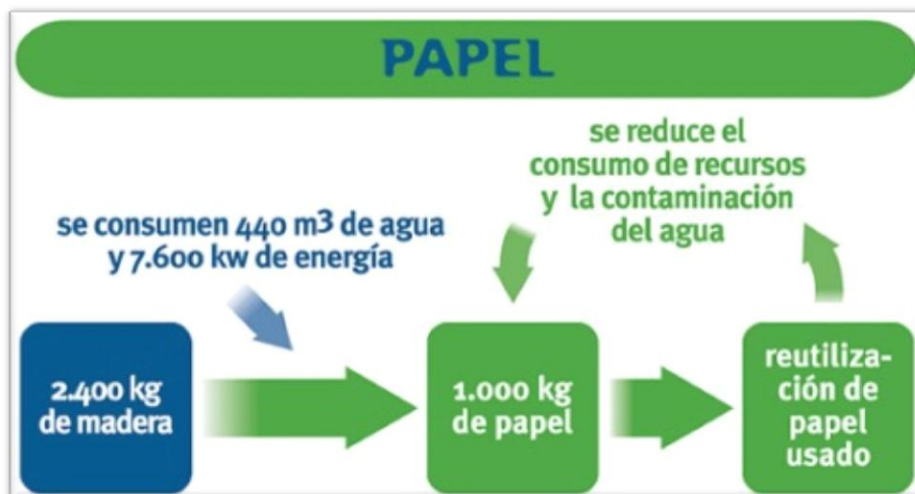 PAPEL
se reduce el
consumo de recursos
y la contaminación
del agua
se consumen 440 m3 de agua
y 7.600 kw de energía
2.400 kg
de madera
1.000 kg
de papel
reutiliza-
ción de
papel
usado